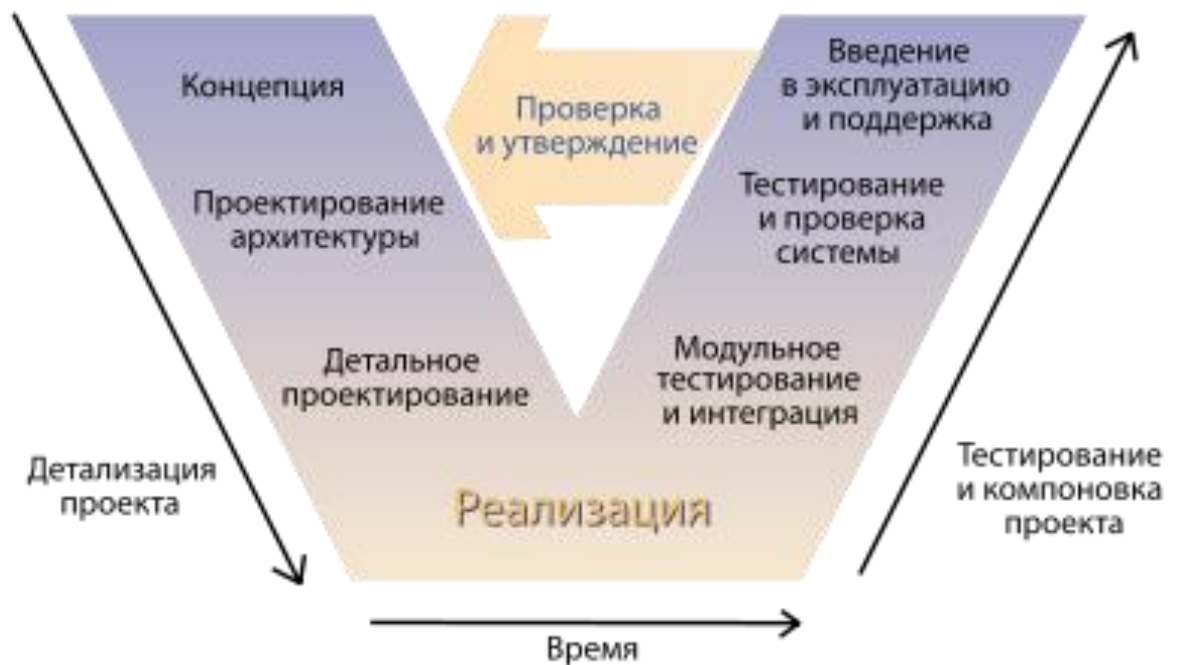 Концепция
Проектирование
архитектуры
Детальное
проектирование
Детализация
проекта
Реализация
Проверка
и утверждение
Введение
в эксплуатацию
и поддержка
Тестирование
и проверка
системы
Модульное
тестирование
и интеграция
Тестирование
и компоновка
проекта
Время